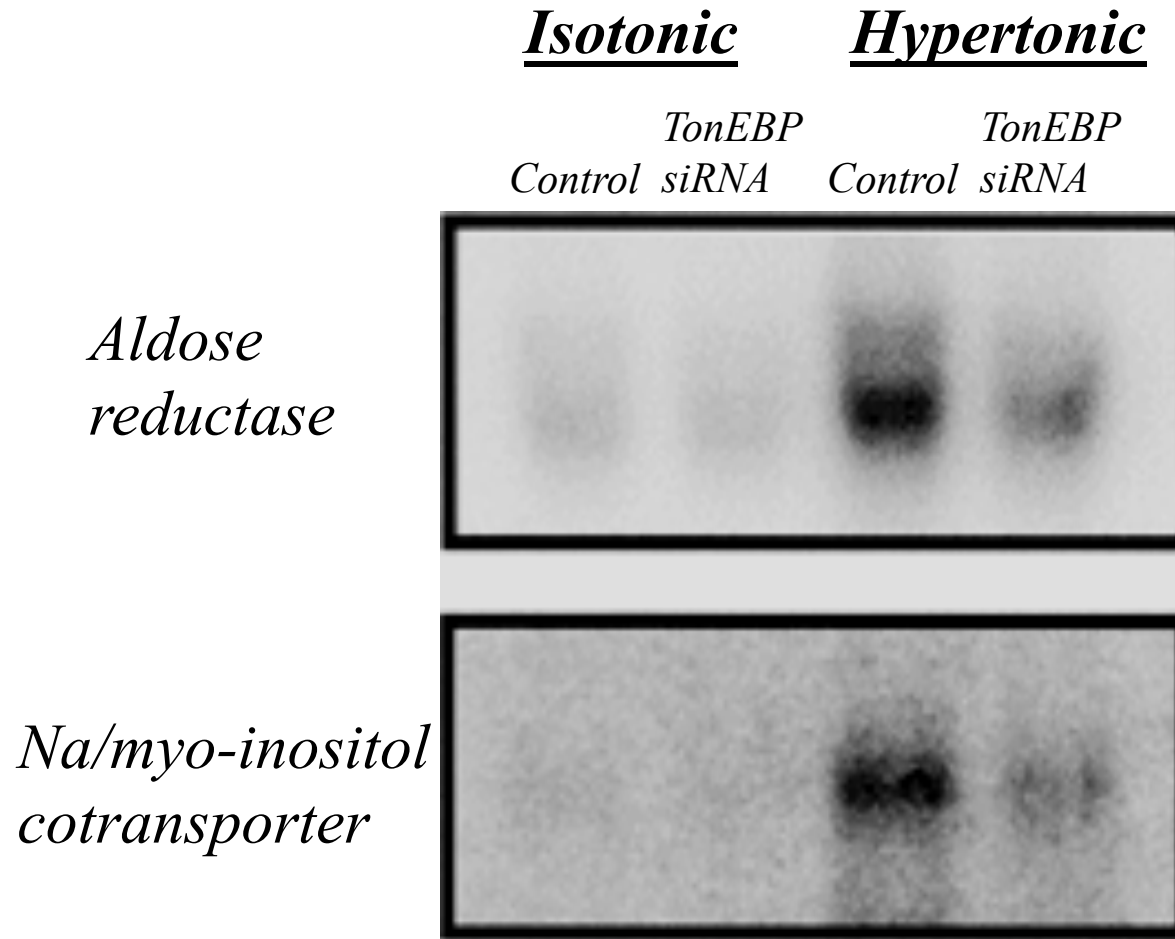 Isotonic Hypertonic
TonEBP TonEBP
Control siRNA Control siRNA
Aldose
reductase
Na/myo-inositol
cotransporter